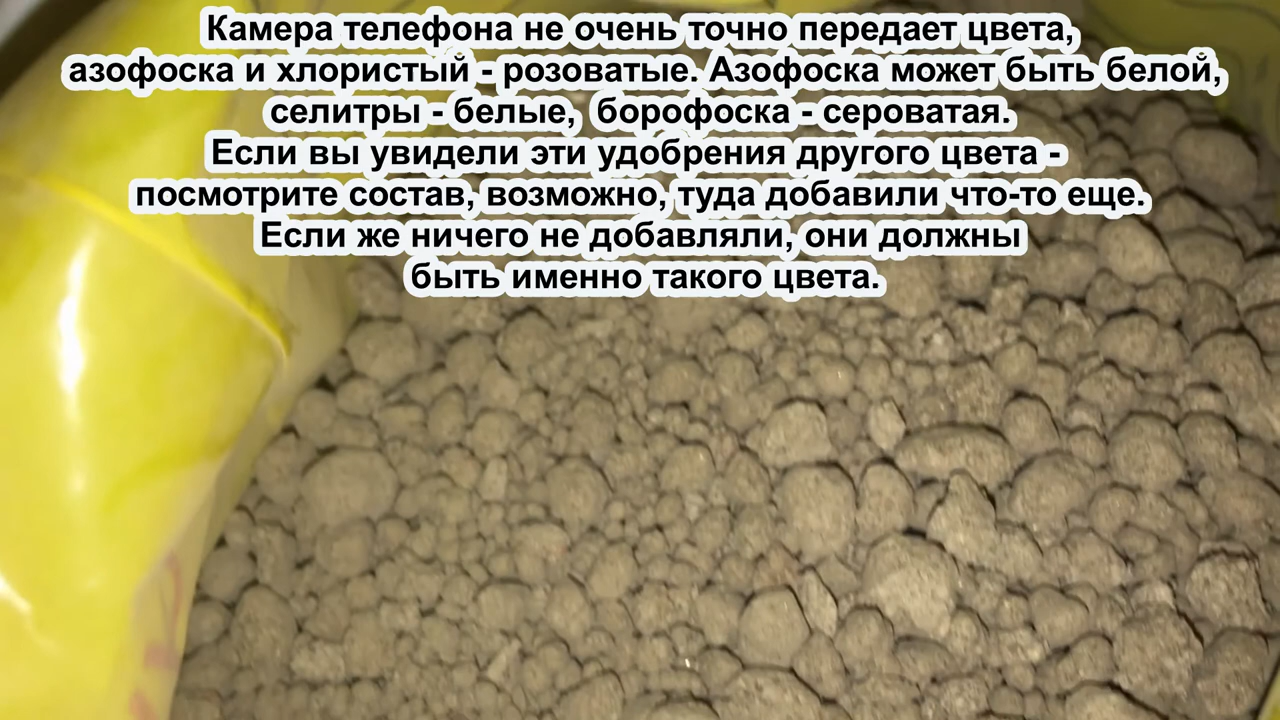 Камера телефона не очень точно передает цвета,
азофоска и хлористый - розоватые. Азофоска может быть белой,
селитры - белые,  борофоска - сероватая.
Если вы увидели эти удобрения другого цвета -
посмотрите состав, возможно, туда добавили что-то еще.
Если же ничего не добавляли, они должны
быть именно такого цвета.